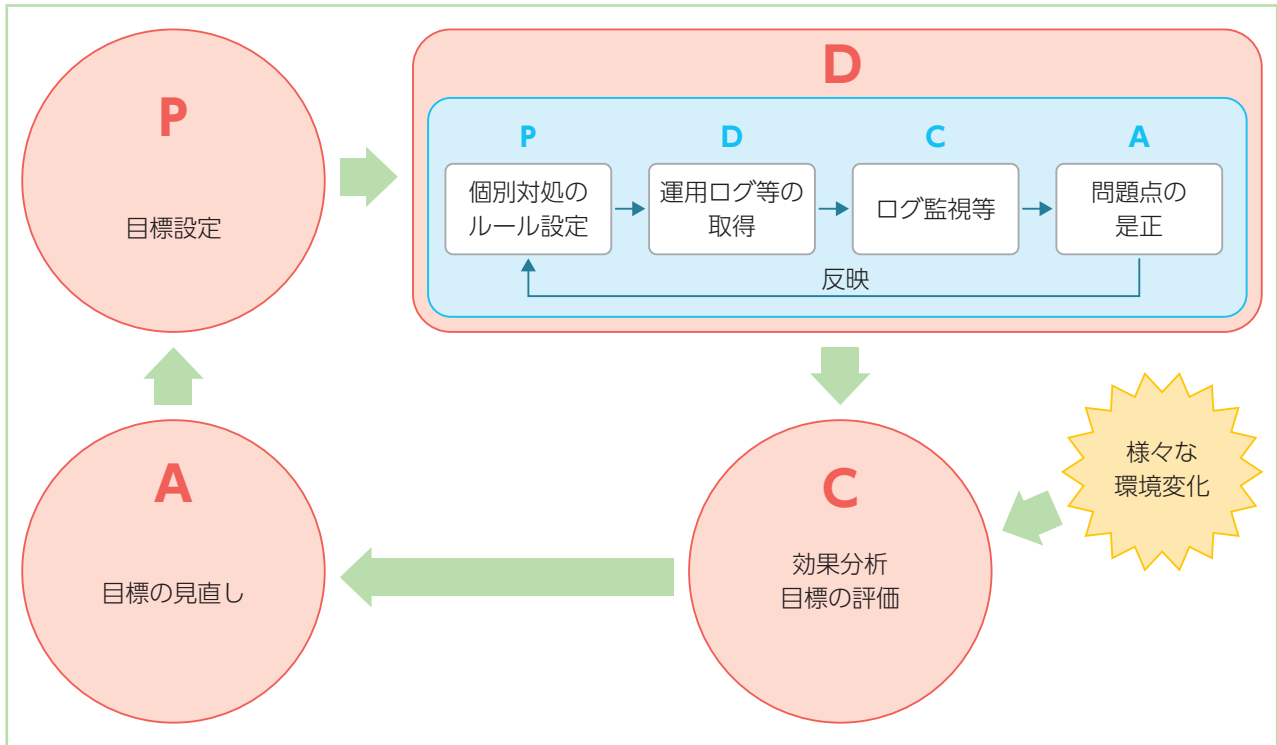 P
目標設定
D
P
個別対処の
ルール設定
D
運用ログ等の
取得
C
ログ監視等
A
問題点の
是正
反映
様々な
環境変化
C
効果分析
目標の評価
A
目標の見直し